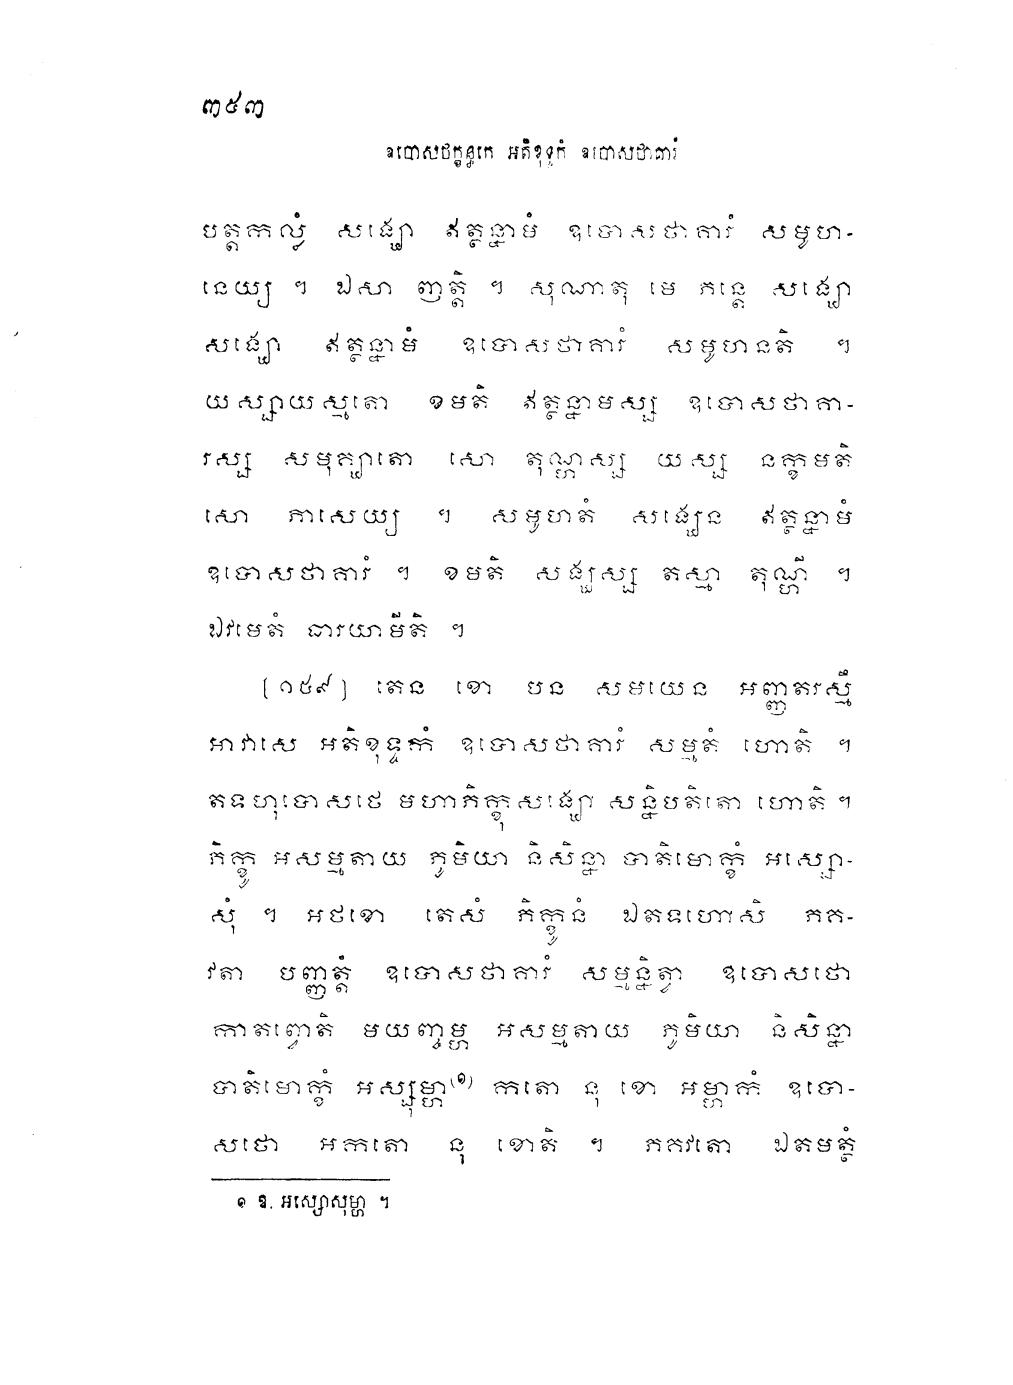 ៣៥៣
ឧបោសថក្ខន្ធកេ អតិខុទ្ទកំ ឧបោសថាគារំ
បត្តកល្លំ សង្ឃោ ឥត្ថន្នាមំ ឧបោសថាគារំ សមូហ-
នេយ្យ ។ ឯសា ញត្តិ ។ សុណាតុ មេ ភន្តេ សង្ឃោ
សង្ឃោ ឥត្ថន្នាមំ ឧបោសថាគារំ សមូហនតិ ។
យស្សាយស្មតោ ខមតិ ឥត្ថន្នាមស្ស ឧបោសថាគា-
រស្ស សមុគ្ឃាតោ សោ តុណ្ហស្ស យស្ស នក្ខមតិ
សោ ភាសេយ្យ ។ សមូហតំ សង្ឃេន ឥត្ថន្នាមំ
ឧបោសថាគារំ ។ ខមតិ សង្ឃស្ស តស្មា តុណ្ហី ។
ឯវមេតំ ធារយាមីតិ ។
[១៥៩] តេន ខោ បន សមយេន អញ្ញតរស្មឹ
អាវាសេ អតិខុទ្ទកំ ឧបោសថាគារំ សម្មតំ ហោតិ ។
តទហុបោសថេ មហាភិក្ខុសង្ឃោ សន្និបតិតោ ហោតិ ។
ភិក្ខូ អសម្មតាយ ភូមិយា និសិន្នា បាតិមោក្ខំ អស្សោ-
សុំ ។ អថខោ តេសំ ភិក្ខូនំ ឯតទហោសិ ភគ-
វតា បញ្ញត្តំ ឧបោសថាគារំ សម្មន្និត្វា ឧបោសថោ
កាតព្ពោតិ មយញ្ចម្ហ អសម្មតាយ ភូមិយា និសិន្នា
បាតិមោក្ខំ អស្សុម្ហា(១) កតោ នុ ខោ អម្ហាកំ ឧបោ-
សថោ អកតោ នុ ខោតិ ។ ភគវតោ ឯតមត្ថំ
១ ឱ. អស្សោសុម្ហា ។